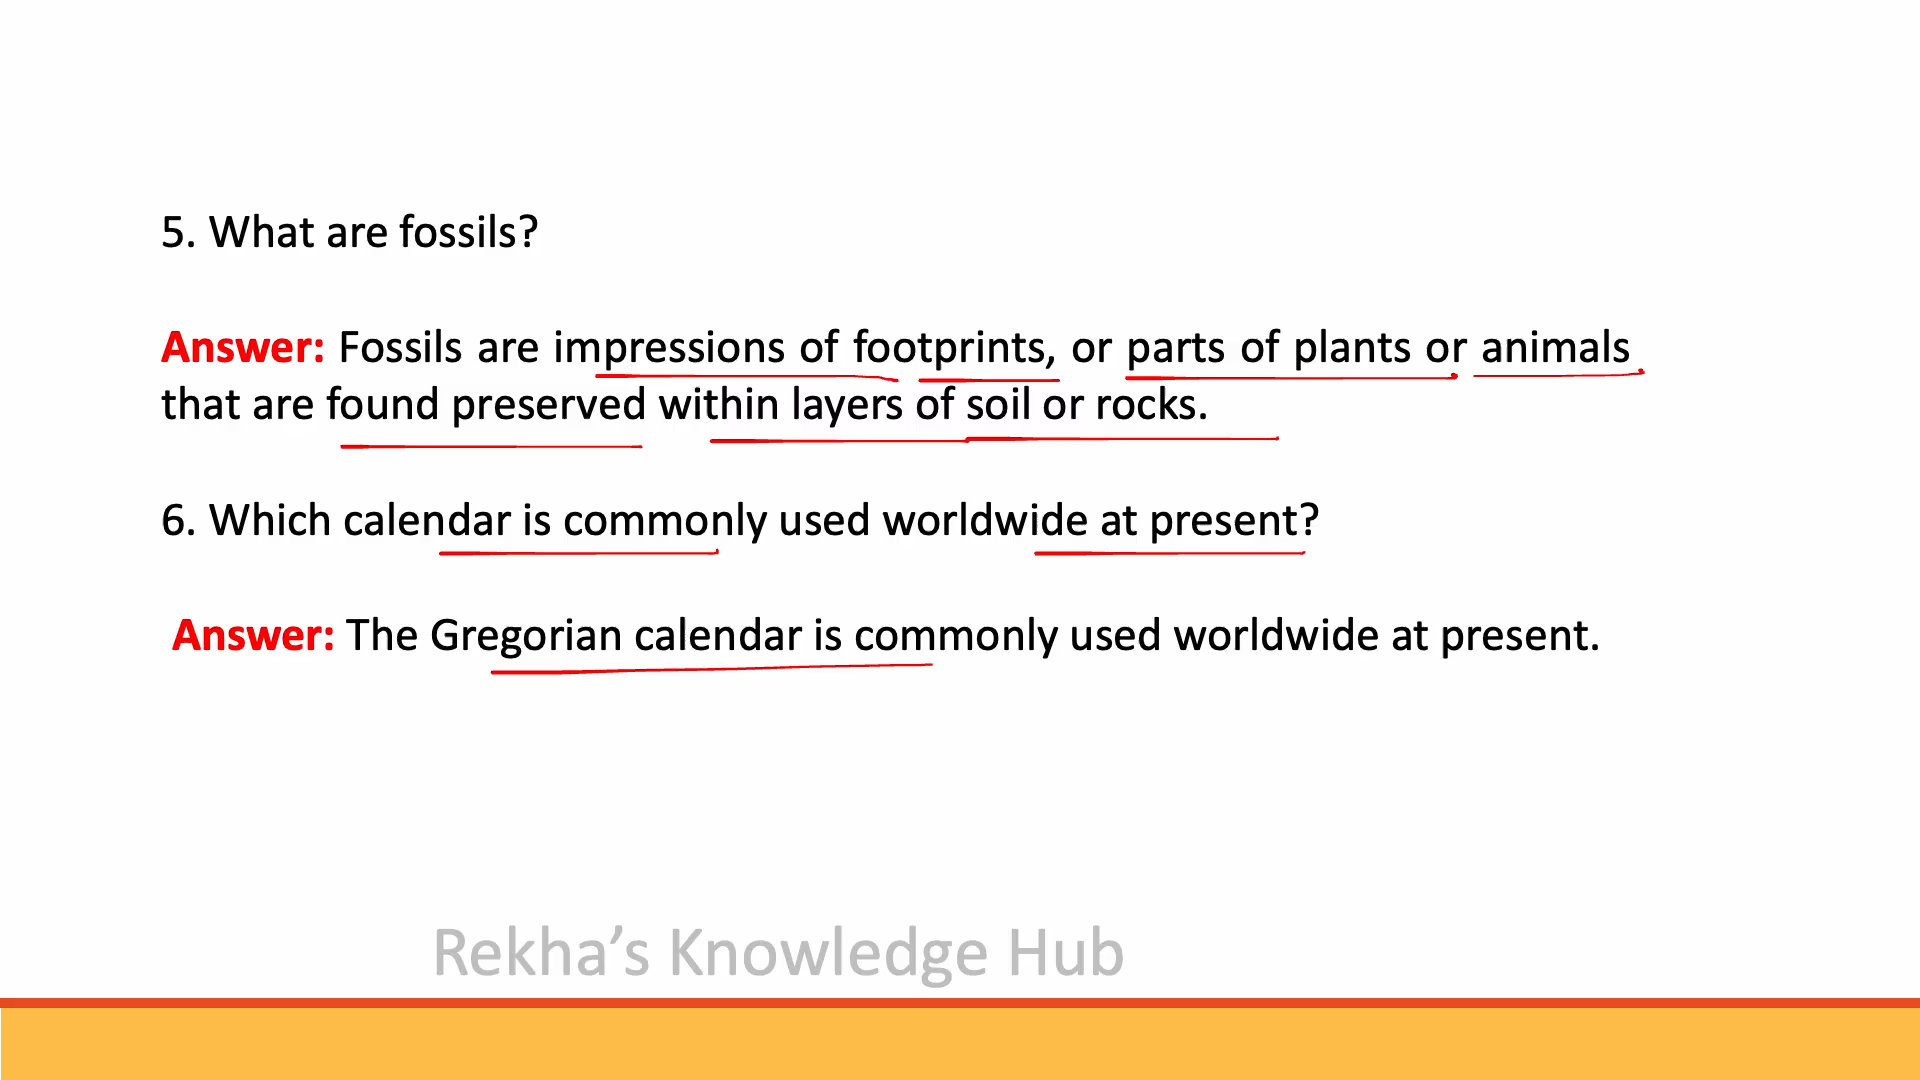 5. What are fossils?
Answer: Fossils are impressions of footprints, or parts of plants or animals
that are found preserved within layers of soil or rocks.
6. Which calendar is commonly used worldwide at present?
Answer: The Gregorian calendar is commonly used worldwide at present.
Rekha’s Knowledge Hub